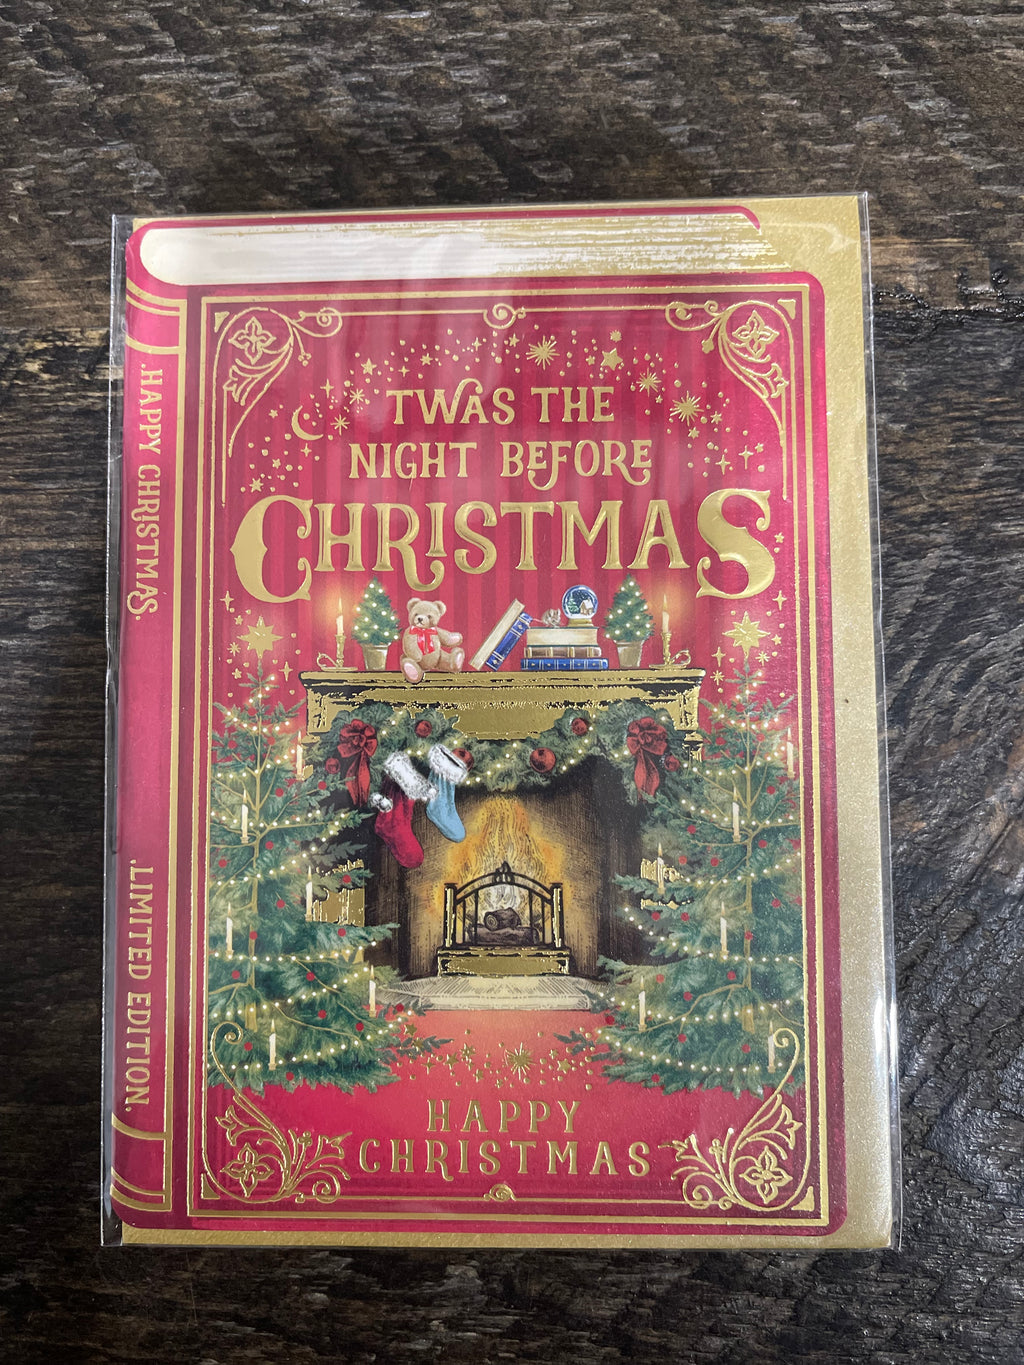 .HAPPY CHRISTMAS.
.LIMITED EDITION.
TWAS THE
NIGHT BEFORE
CHRISTMAS
HAPPY
CHRISTMAS